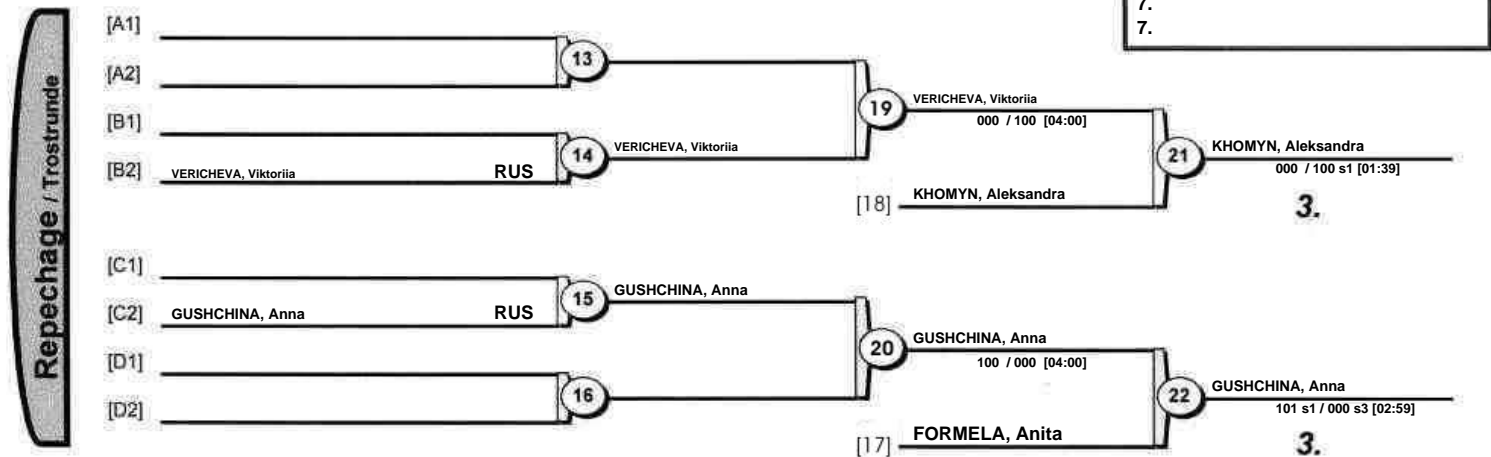 7.
7.
Repechage / Trostrunde
[A1]
13
[A2]
19
VERICHEVA, Viktoriia
000 / 100 [04:00]
[B1]
14
VERICHEVA, Viktoriia
21
KHOMYN, Aleksandra
000 / 100 s1 [01:39]
[B2]
VERICHEVA, Viktoriia RUS
[18] KHOMYN, Aleksandra
3.
[C1]
15
GUSHCHINA, Anna
[C2]
GUSHCHINA, Anna RUS
20
GUSHCHINA, Anna
100 / 000 [04:00]
[D1]
16
22
GUSHCHINA, Anna
101 s1 / 000 s3 [02:59]
[D2]
[17] FORMELA, Anita
3.